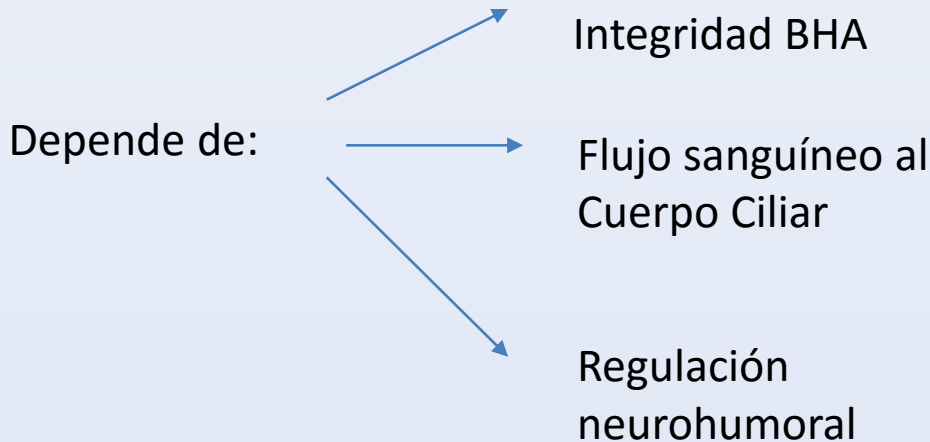 Depende de:
Integridad BHA
Flujo sanguíneo al
Cuerpo Ciliar
Regulación
neurohumoral